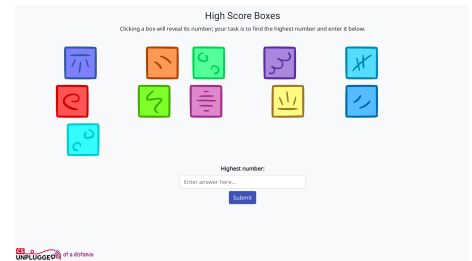 High Score Boxes
Clicking a box will reveal its number; your task is to find the highest number and enter it below.
Highest number:
Enter answer here...
Submit
CS
UNPLUGGED at a distance